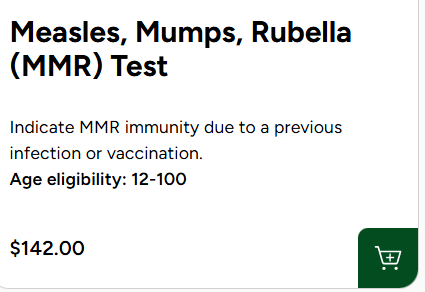 Measles, Mumps, Rubella
(MMR) Test
Indicate MMR immunity due to a previous
infection or vaccination.
Age eligibility: 12-100
$142.00